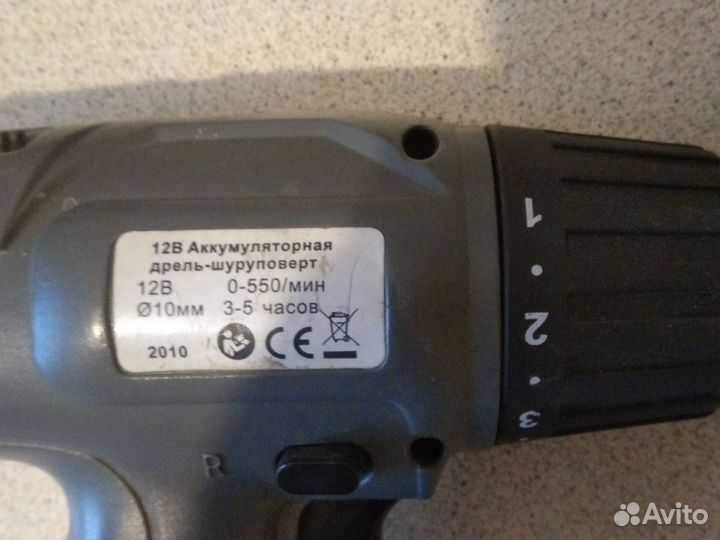 12В Аккумуляторная
дрель-шуруповерт
12В 0-550/мин
Ø10мм 3-5 часов
2010 CE
R
1
2
3
Avito